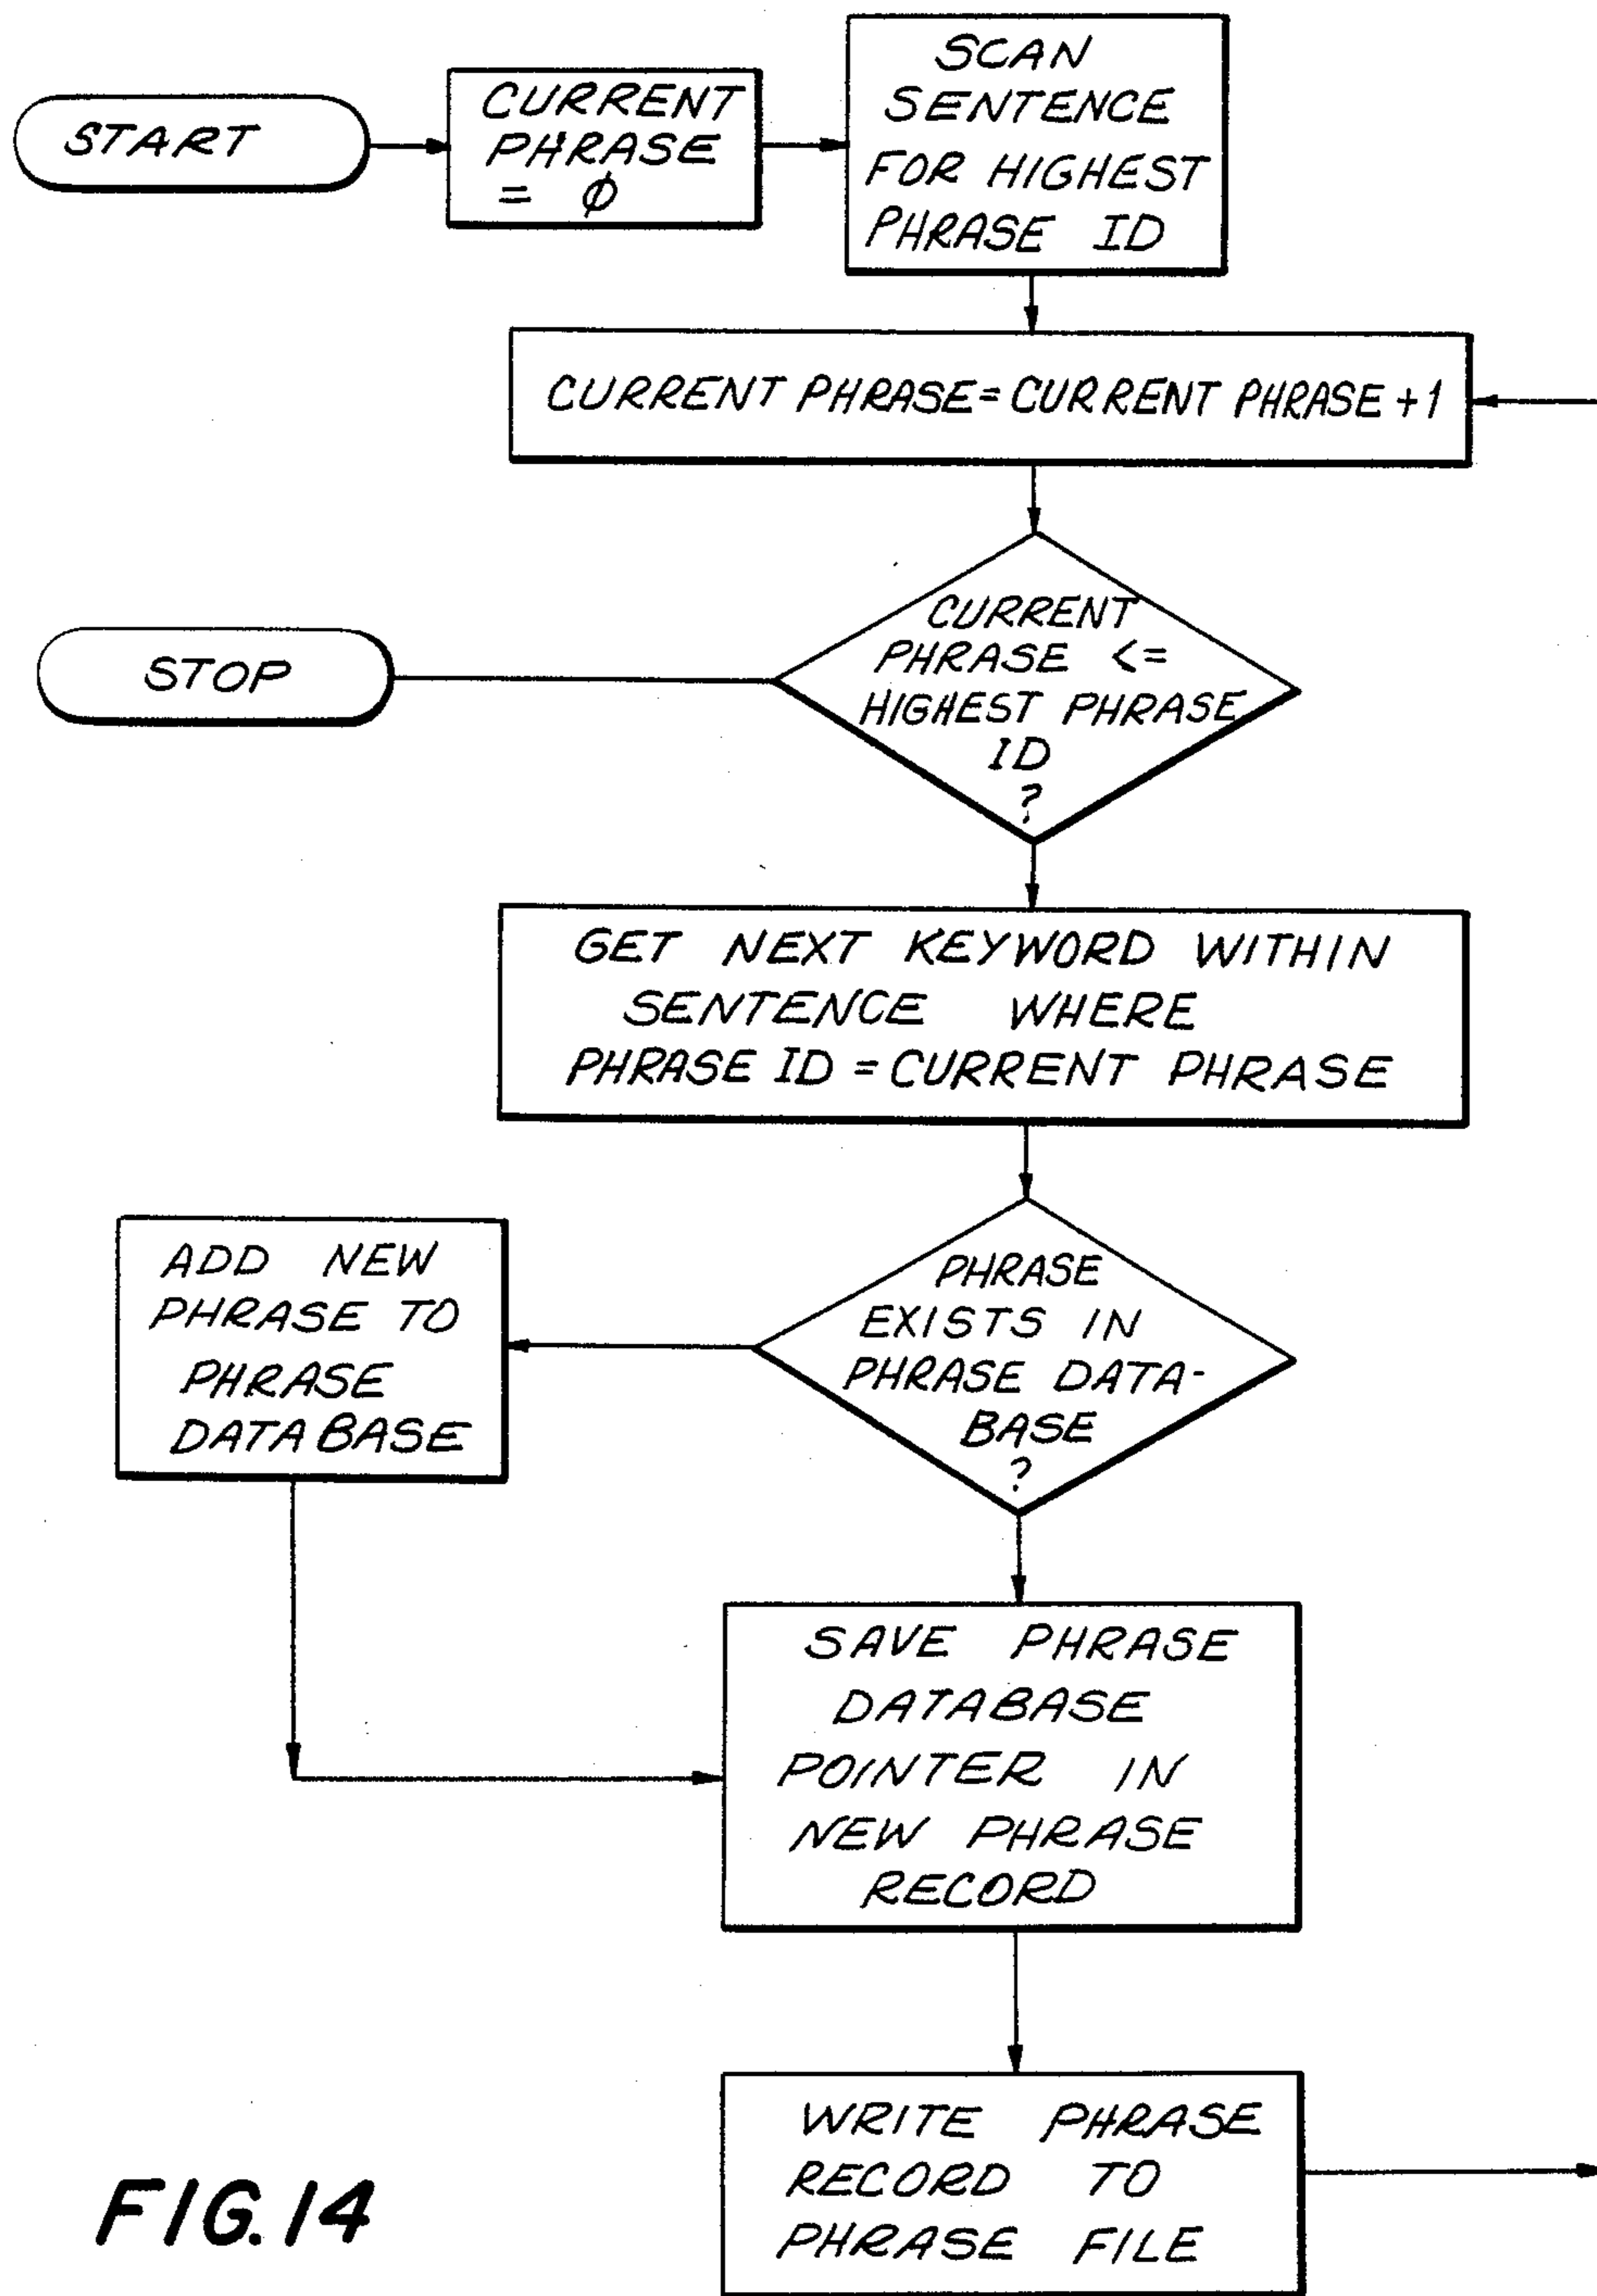 START
CURRENT
PHRASE
= ϕ
SCAN
SENTENCE
FOR HIGHEST
PHRASE ID
CURRENT PHRASE=CURRENT PHRASE+1
CURRENT
PHRASE <=
HIGHEST PHRASE
ID
?
STOP
GET NEXT KEYWORD WITHIN
SENTENCE WHERE
PHRASE ID = CURRENT PHRASE
PHRASE
EXISTS IN
PHRASE DATA-
BASE
?
ADD NEW
PHRASE TO
PHRASE
DATABASE
SAVE PHRASE
DATABASE
POINTER IN
NEW PHRASE
RECORD
WRITE PHRASE
RECORD TO
PHRASE FILE
FIG.14